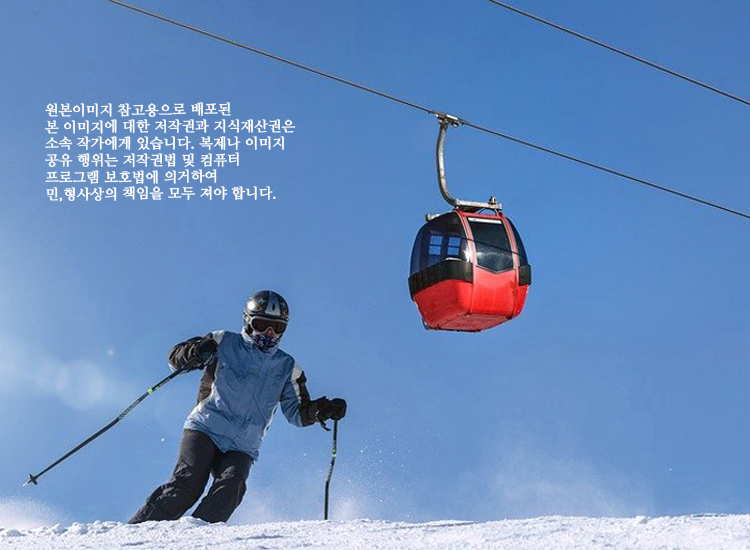 원본이미지 참고용으로 배포된
본 이미지에 대한 저작권과 지식재산권은
소속 작가에게 있습니다. 복제나 이미지
공유 행위는 저작권법 및 컴퓨터
프로그램 보호법에 의거하여
민,형사상의 책임을 모두 져야 합니다.